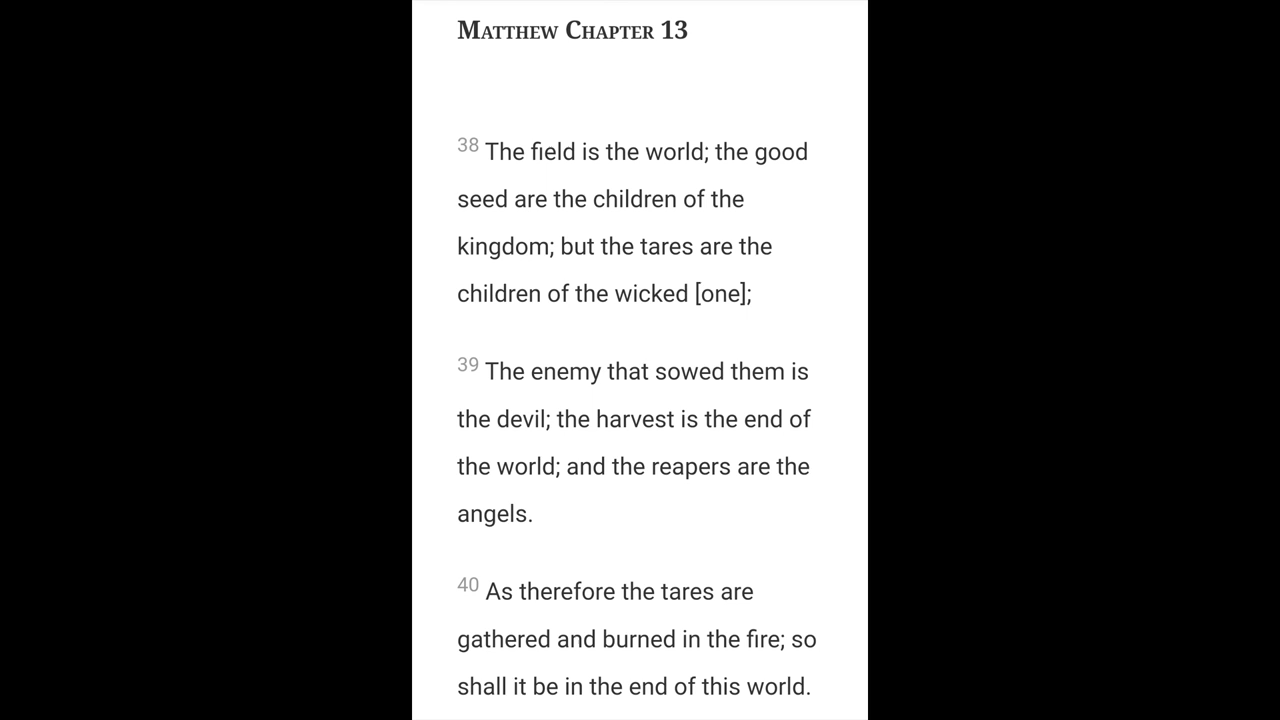 Matthew Chapter 13
38 The field is the world; the good
seed are the children of the
kingdom; but the tares are the
children of the wicked [one];
39 The enemy that sowed them is
the devil; the harvest is the end of
the world; and the reapers are the
angels.
40 As therefore the tares are
gathered and burned in the fire; so
shall it be in the end of this world.